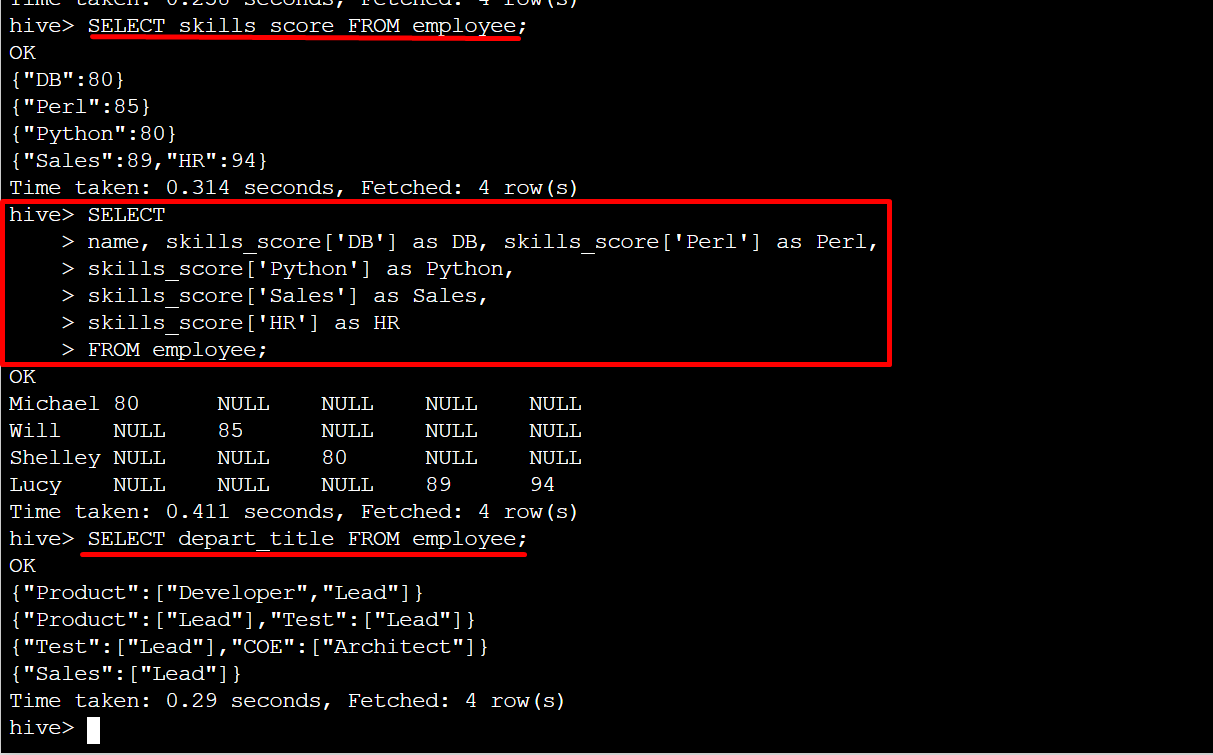 Time taken: 0.258 seconds, Fetched: 4 row(s)
hive> SELECT skills_score FROM employee;
OK
{"DB":80}
{"Perl":85}
{"Python":80}
{"Sales":89,"HR":94}
Time taken: 0.314 seconds, Fetched: 4 row(s)
hive> SELECT
> name, skills_score['DB'] as DB, skills_score['Perl'] as Perl,
> skills_score['Python'] as Python,
> skills_score['Sales'] as Sales,
> skills_score['HR'] as HR
> FROM employee;
OK
Michael 80 NULL NULL NULL NULL
Will NULL 85 NULL NULL NULL
Shelley NULL NULL 80 NULL NULL
Lucy NULL NULL NULL 89 94
Time taken: 0.411 seconds, Fetched: 4 row(s)
hive> SELECT depart_title FROM employee;
OK
{"Product":["Developer","Lead"]}
{"Product":["Lead"],"Test":["Lead"]}
{"Test":["Lead"],"COE":["Architect"]}
{"Sales":["Lead"]}
Time taken: 0.29 seconds, Fetched: 4 row(s)
hive>